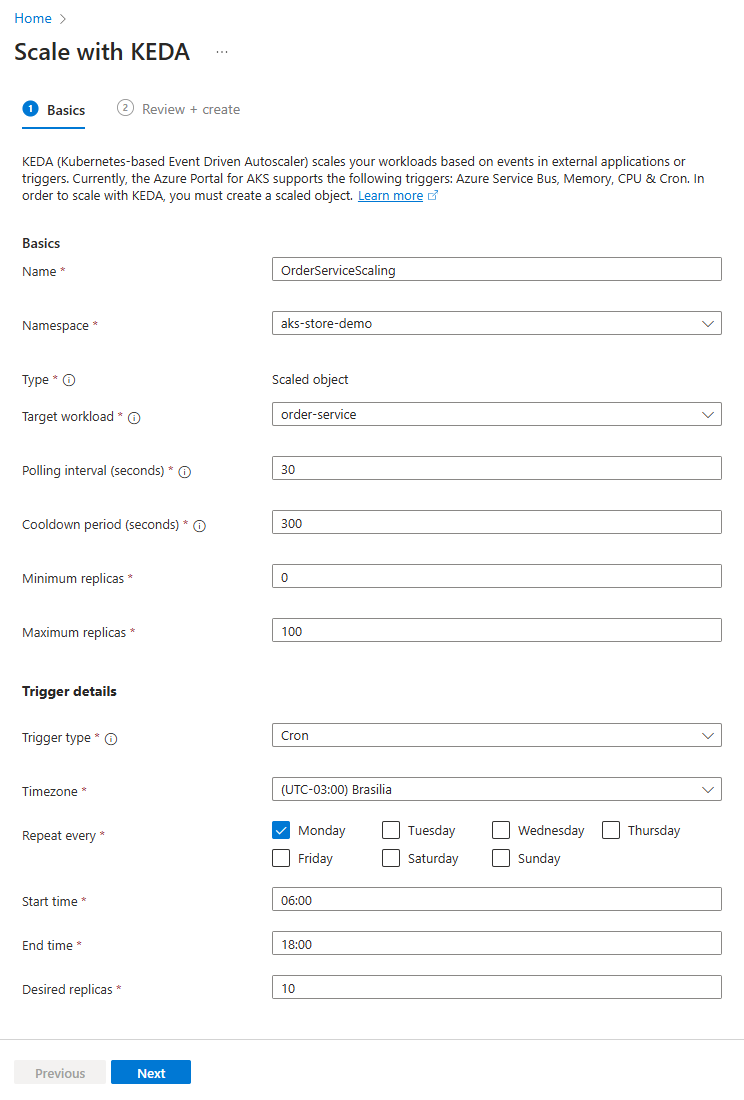 Home
Scale with KEDA ...
1 Basics 2 Review + create
KEDA (Kubernetes-based Event Driven Autoscaler) scales your workloads based on events in external applications or
triggers. Currently, the Azure Portal for AKS supports the following triggers: Azure Service Bus, Memory, CPU & Cron. In
order to scale with KEDA, you must create a scaled object. Learn more
Basics
Name * OrderServiceScaling
Namespace * aks-store-demo
Type * Scaled object
Target workload * order-service
Polling interval (seconds) * 30
Cooldown period (seconds) * 300
Minimum replicas * 0
Maximum replicas * 100
Trigger details
Trigger type * Cron
Timezone * (UTC-03:00) Brasilia
Repeat every * Monday Tuesday Wednesday Thursday
Friday Saturday Sunday
Start time * 06:00
End time * 18:00
Desired replicas * 10
Previous Next